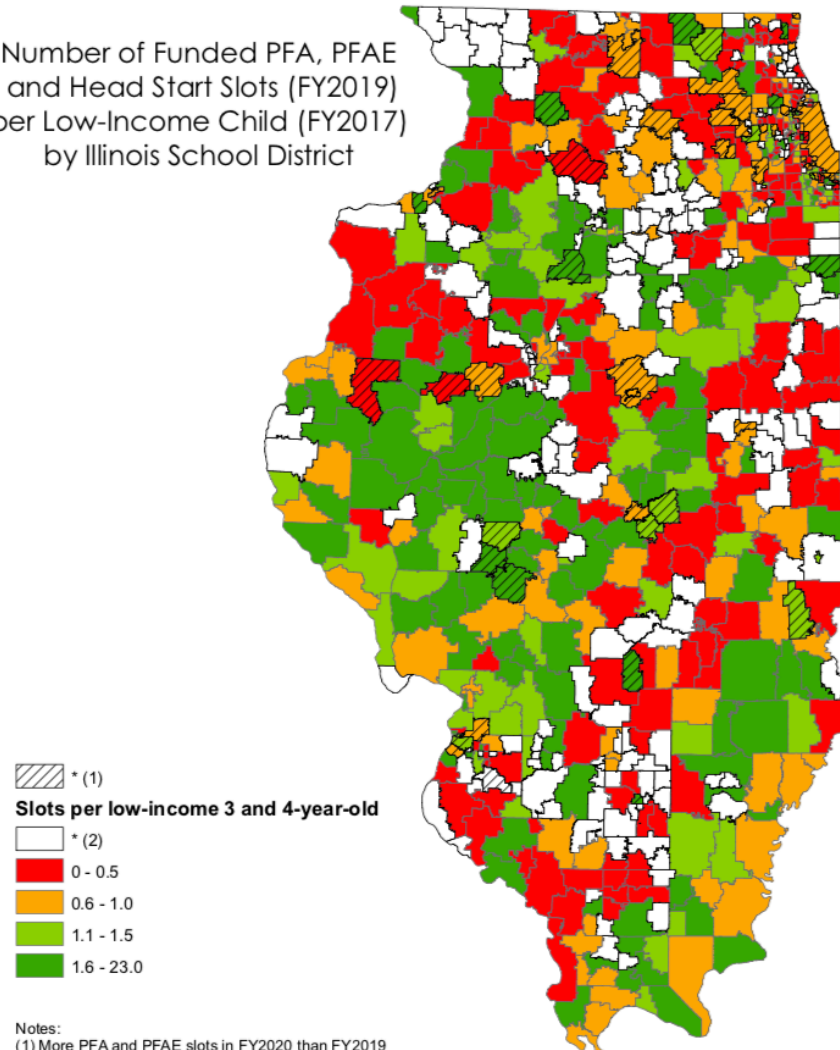 Number of Funded PFA, PFAE
and Head Start Slots (FY2019)
per Low-Income Child (FY2017)
by Illinois School District
* (1)
Slots per low-income 3 and 4-year-old
* (2)
0 - 0.5
0.6 - 1.0
1.1 - 1.5
1.6 - 23.0
Notes:
(1) More PFA and PFAE slots in FY2020 than FY2019